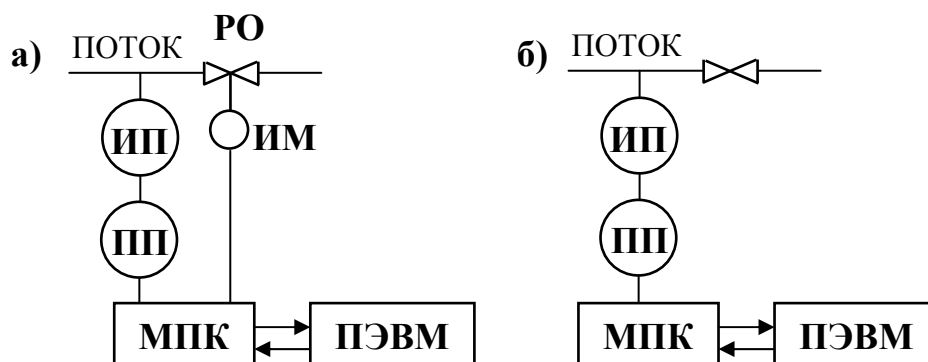 а)
ПОТОК
РО
ИП
ИМ
ПП
МПК
ПЭВМ
б)
ПОТОК
ИП
ПП
МПК
ПЭВМ